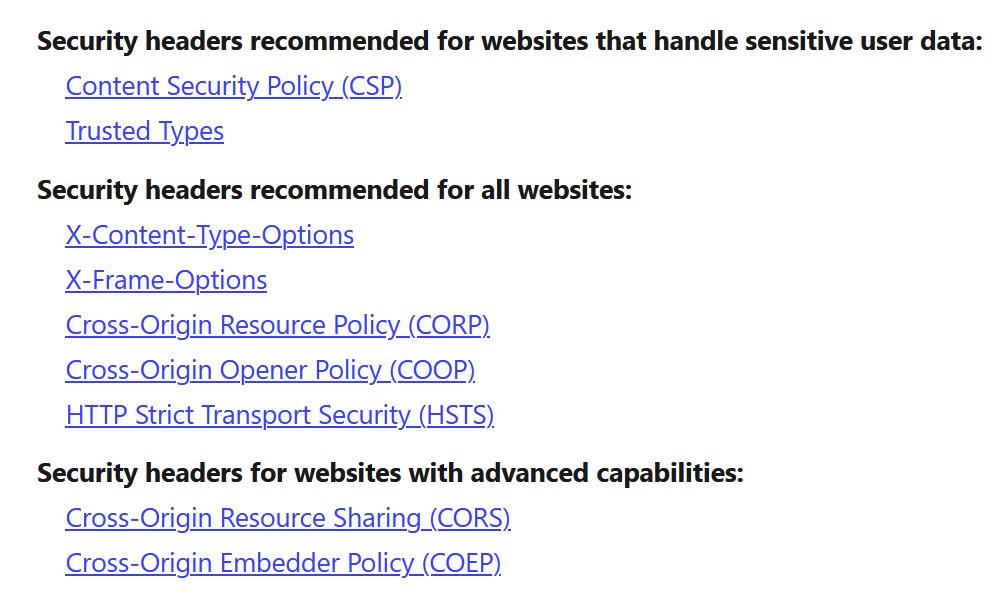 Security headers recommended for websites that handle sensitive user data:
Content Security Policy (CSP)
Trusted Types
Security headers recommended for all websites:
X-Content-Type-Options
X-Frame-Options
Cross-Origin Resource Policy (CORP)
Cross-Origin Opener Policy (COOP)
HTTP Strict Transport Security (HSTS)
Security headers for websites with advanced capabilities:
Cross-Origin Resource Sharing (CORS)
Cross-Origin Embedder Policy (COEP)